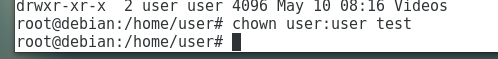 drwxr-xr-x  2 user user 4096 May 10 08:16 Videos
root@debian:/home/user# chown user:user test
root@debian:/home/user#